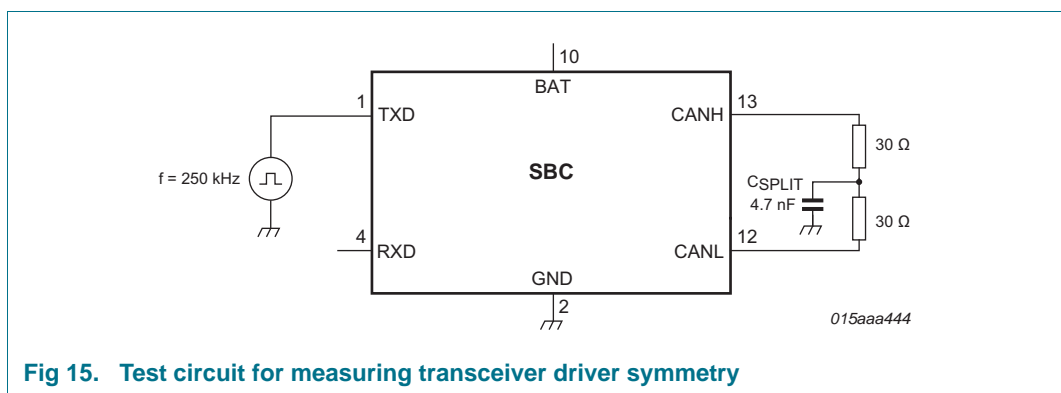 10
BAT
1
TXD
CANH
13
30 Ω
f = 250 kHz
SBC
CSPLIT
4.7 nF
30 Ω
4
RXD
CANL
12
GND
2
015aaa444
Fig 15. Test circuit for measuring transceiver driver symmetry